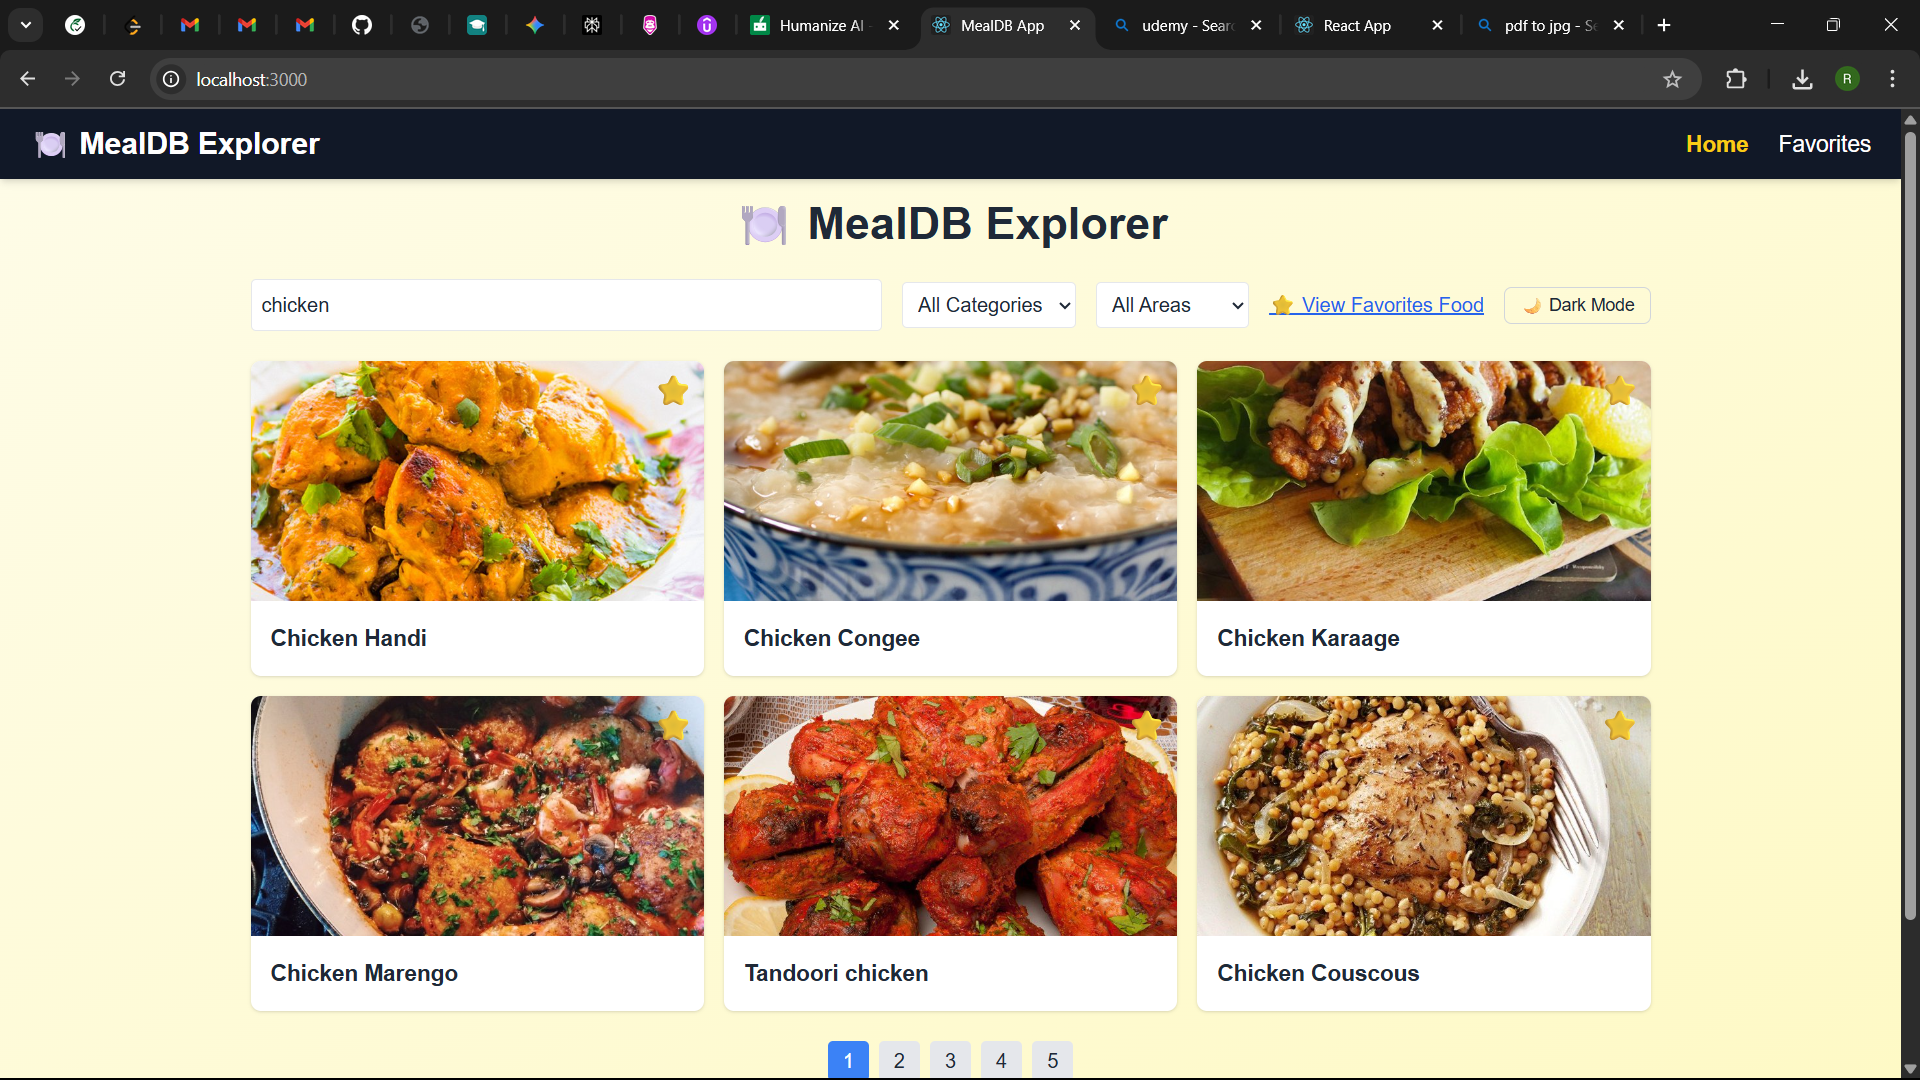 Humanize AI
MealDB App
udemy - Sear
React App
pdf to jpg - Se
localhost:3000
R
MealDB Explorer
Home
Favorites
MealDB Explorer
chicken
All Categories
All Areas
View Favorites Food
Dark Mode
Chicken Handi
Chicken Congee
Chicken Karaage
Chicken Marengo
Tandoori chicken
Chicken Couscous
1 2 3 4 5